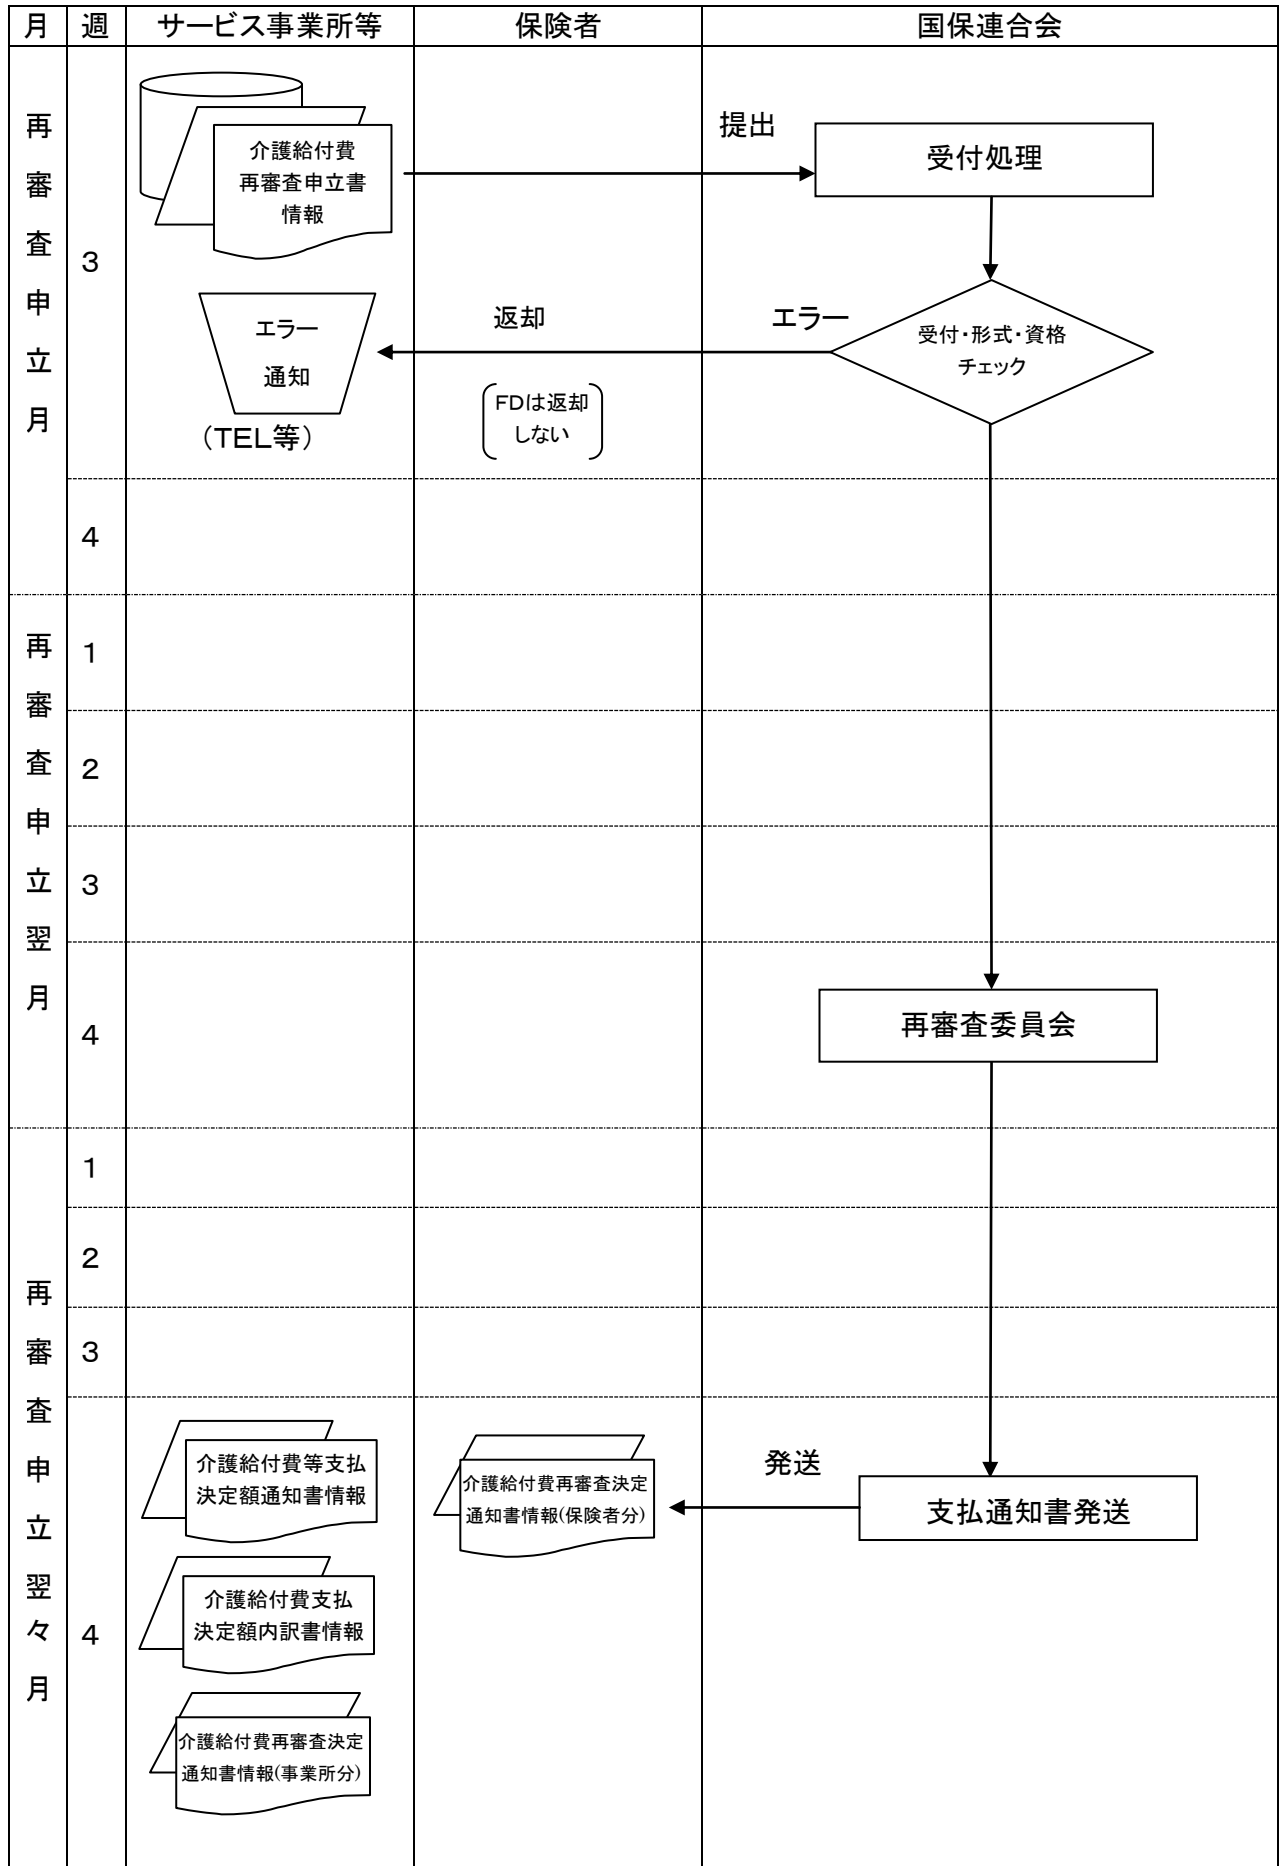 月 週 サービス事業所等 保険者 国保連合会
再審査申立月
3
介護給付費
再審査申立書
情報
提出
受付処理
エラー
通知
(TEL等)
返却
FDは返却
しない
エラー
受付・形式・資格
チェック
4
再審査申立翌月
1
2
3
4
再審査委員会
再審査申立翌々月
1
2
3
4
介護給付費等支払
決定額通知書情報
介護給付費支払
決定額内訳書情報
介護給付費再審査決定
通知書情報(事業所分)
介護給付費再審査決定
通知書情報(保険者分)
発送
支払通知書発送